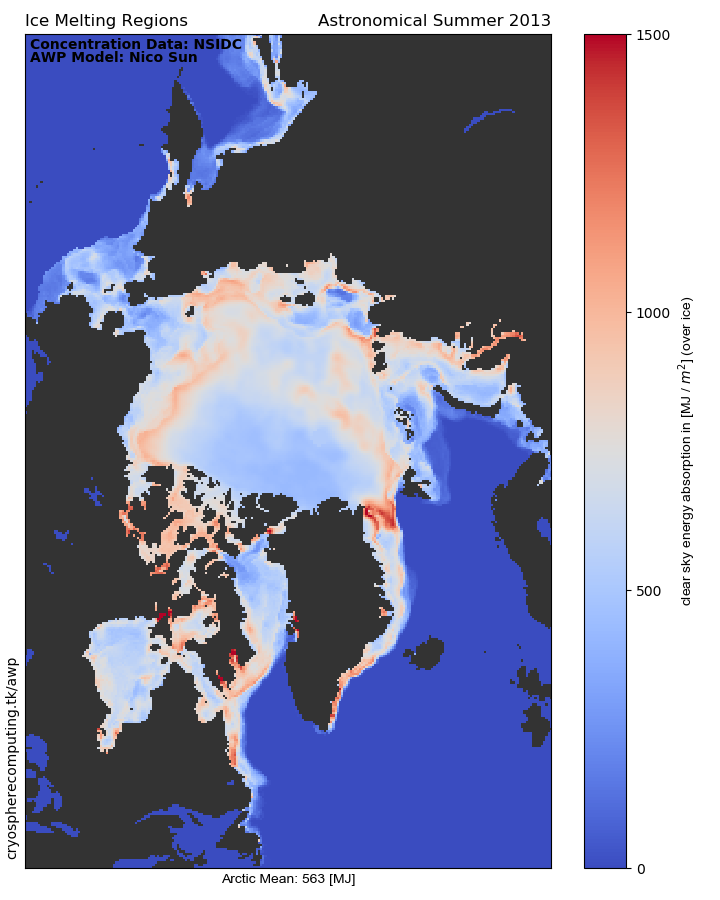 Ice Melting Regions
Astronomical Summer 2013
Concentration Data: NSIDC
AWP Model: Nico Sun
1500
1000
500
0
clear sky energy absorption in [MJ / m²] (over ice)
cryospherecomputing.tk/awp
Arctic Mean: 563 [MJ]